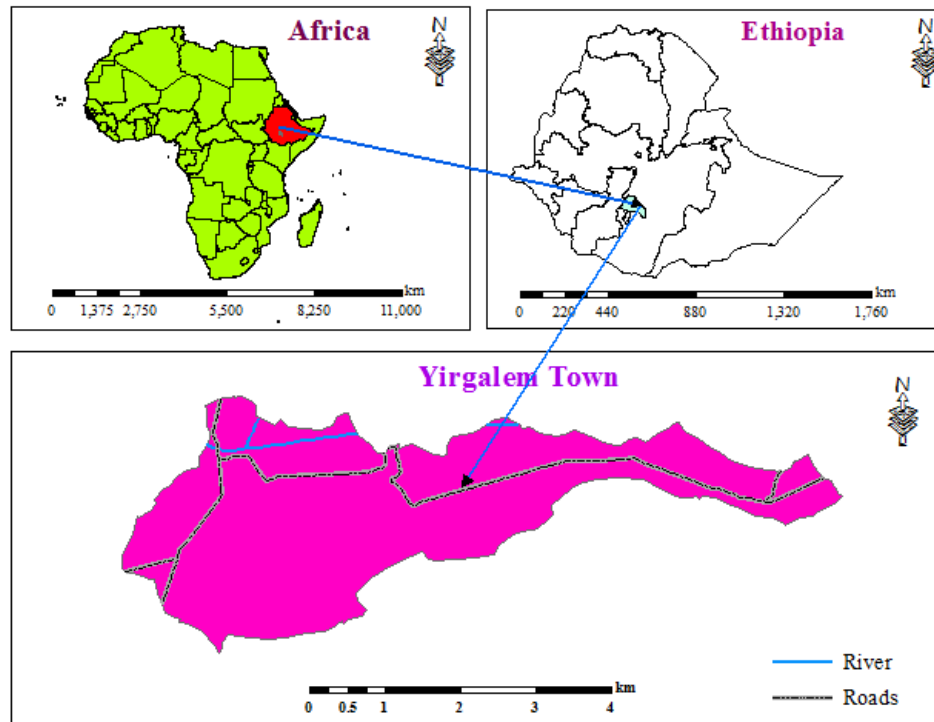 Africa
N
km
0 1,375 2,750 5,500 8,250 11,000
Ethiopia
N
km
0 220 440 880 1,320 1,760
Yirgalem Town
N
River
Roads
km
0 0.5 1 2 3 4